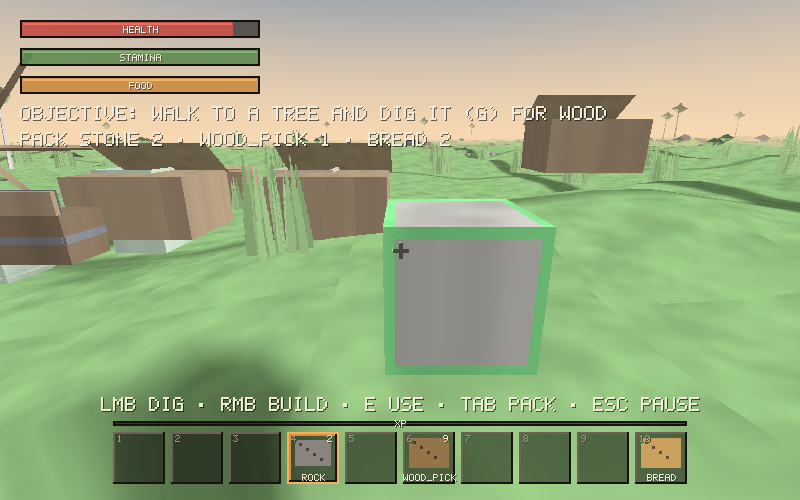 HEALTH
STAMINA
FOOD
OBJECTIVE: WALK TO A TREE AND DIG IT (G) FOR WOOD
PACK STONE 2 · WOOD_PICK 1 · BREAD 2
LMB DIG · RMB BUILD · E USE · TAB PACK · ESC PAUSE
XP
1 2 3 4 2 5 6 9 7 8 9 10
ROCK WOOD_PICK BREAD